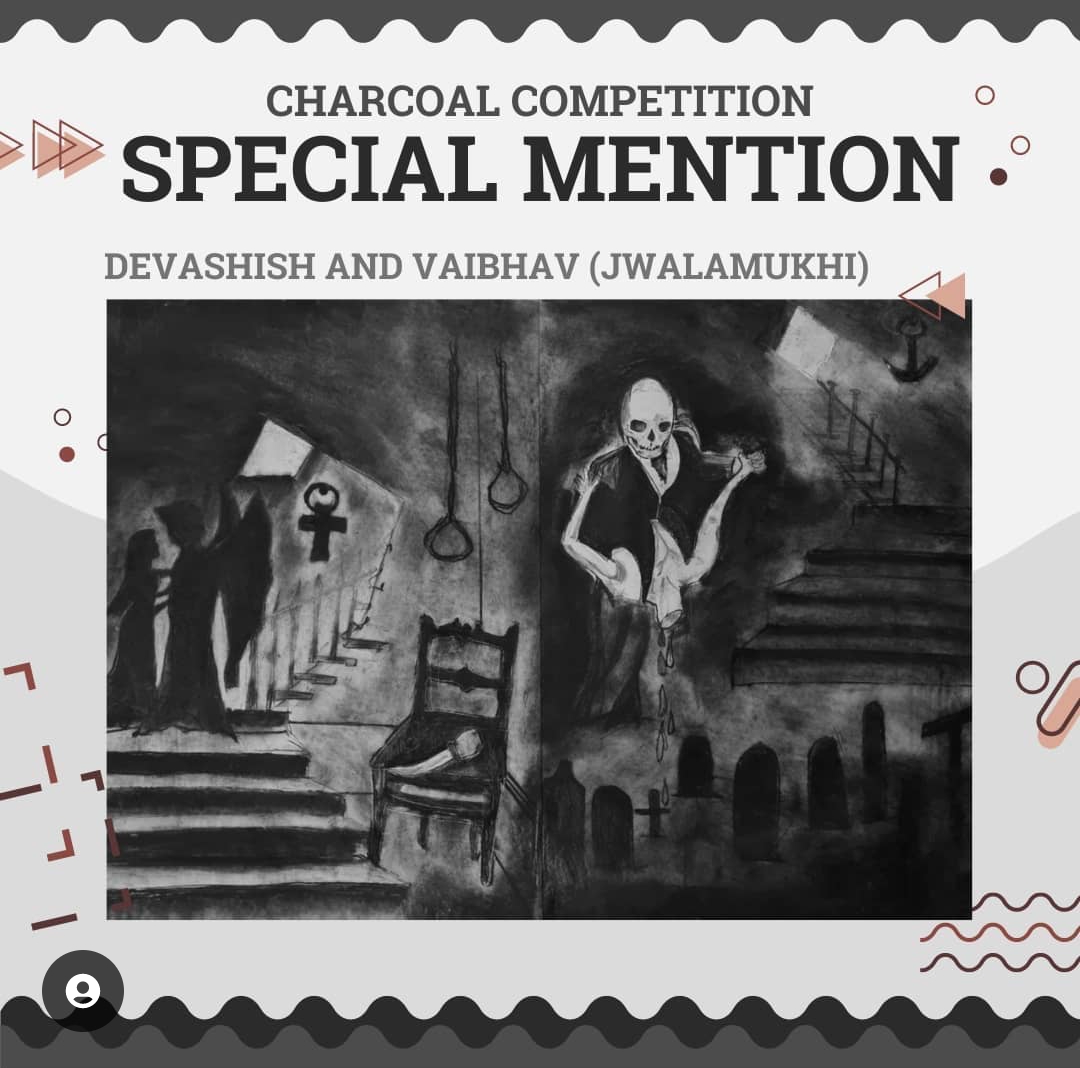 CHARCOAL COMPETITION
SPECIAL MENTION
DEVASHISH AND VAIBHAV (JWALAMUKHI)